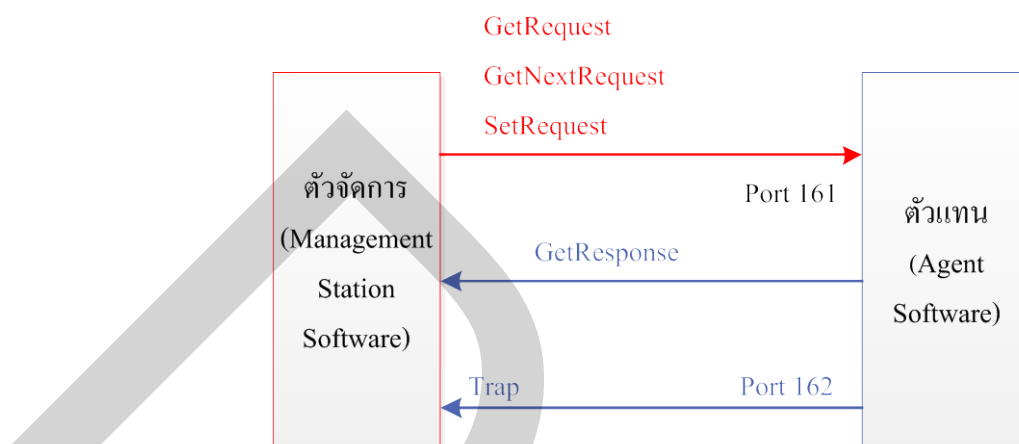 GetRequest
GetNextRequest
SetRequest
ตัวจัดการ
(Management
Station
Software)
Port 161
GetResponse
Trap
Port 162
ตัวแทน
(Agent
Software)